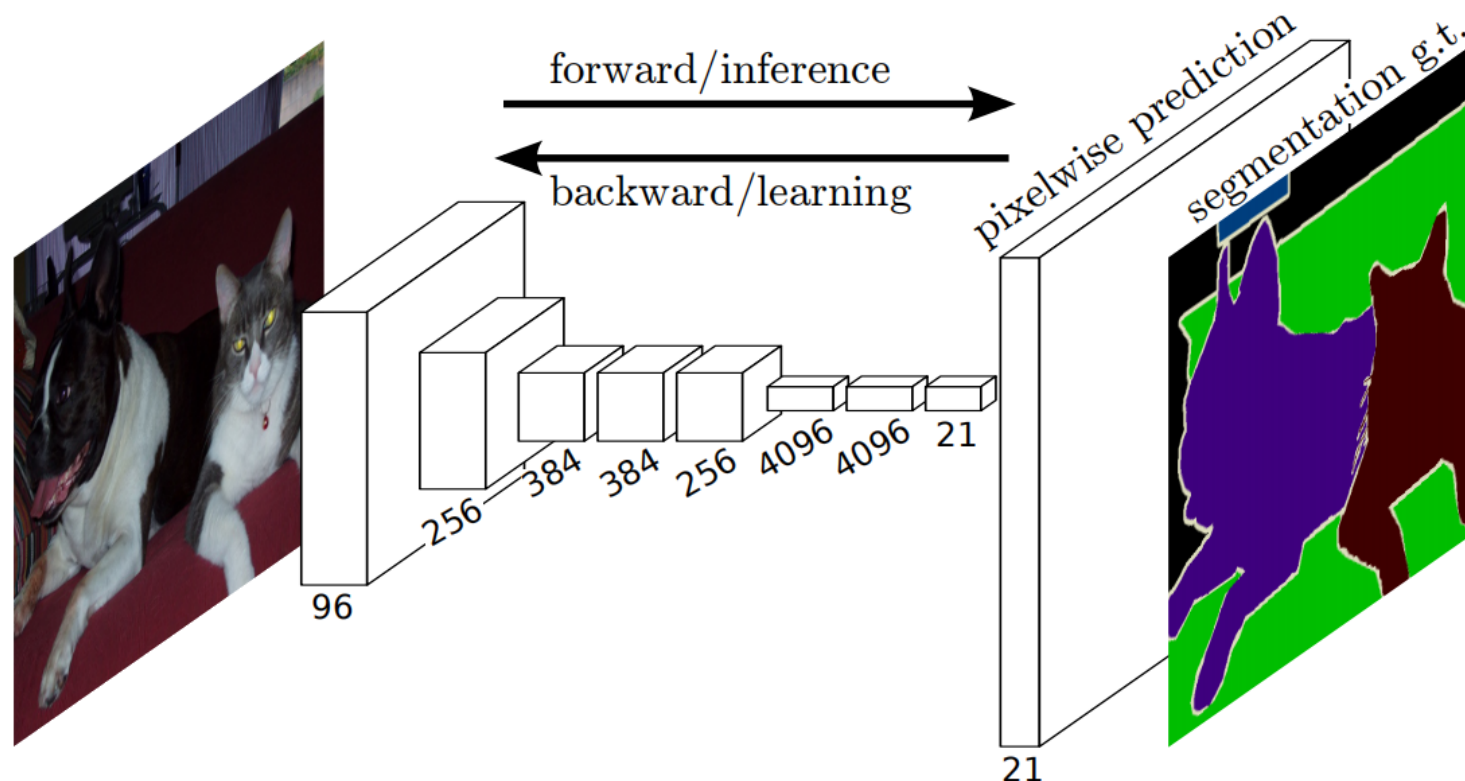 forward/inference
backward/learning
pixelwise prediction
segmentation g.t.
96
256
384
384
256
4096
4096
21
21